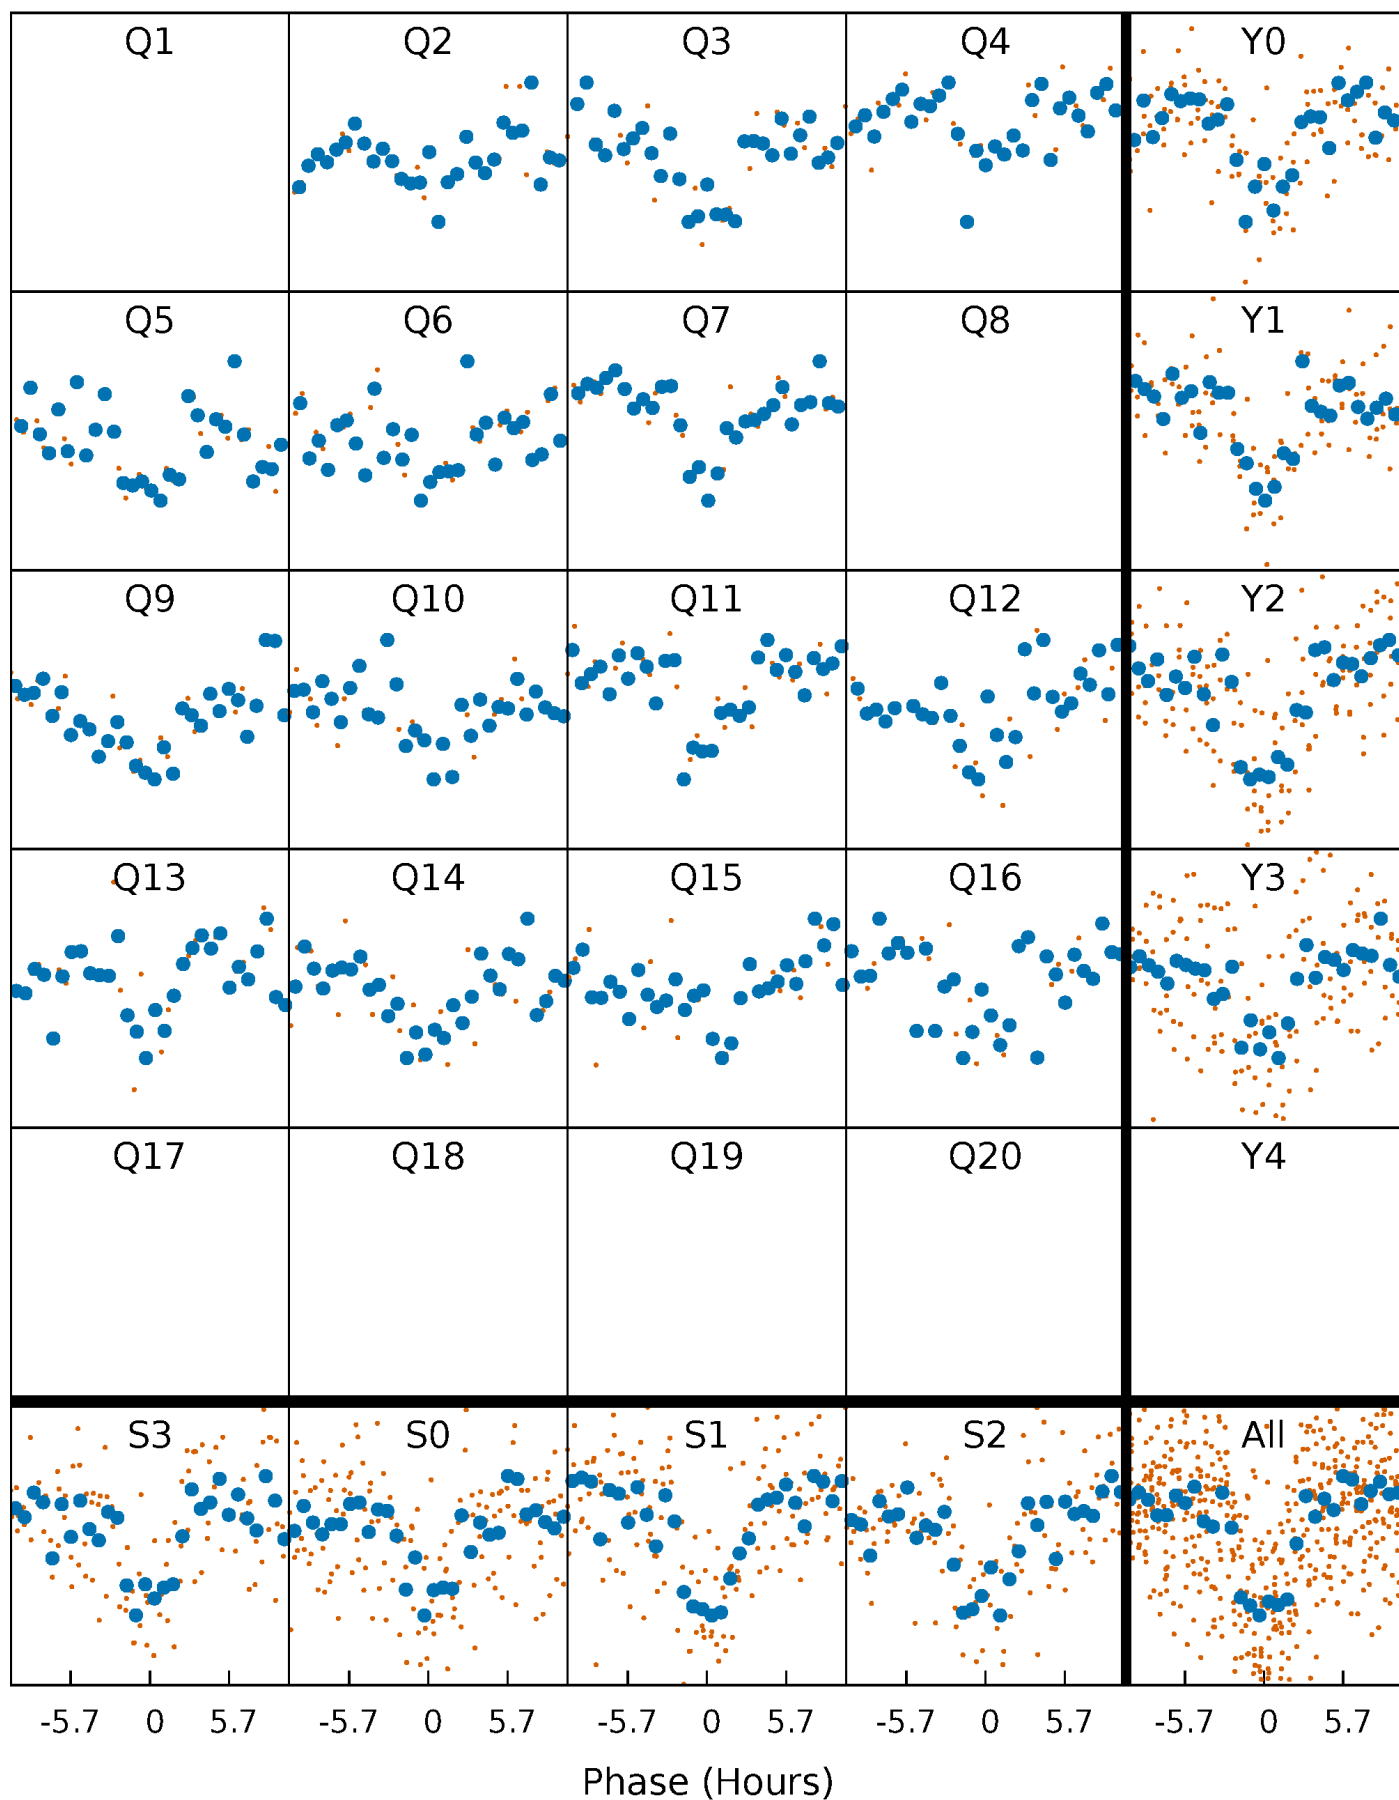 Q1 Q2 Q3 Q4 Y0
Q5 Q6 Q7 Q8 Y1
Q9 Q10 Q11 Q12 Y2
Q13 Q14 Q15 Q16 Y3
Q17 Q18 Q19 Q20 Y4
S3 S0 S1 S2 All
-5.7 0 5.7 -5.7 0 5.7 -5.7 0 5.7 -5.7 0 5.7 -5.7 0 5.7
Phase (Hours)